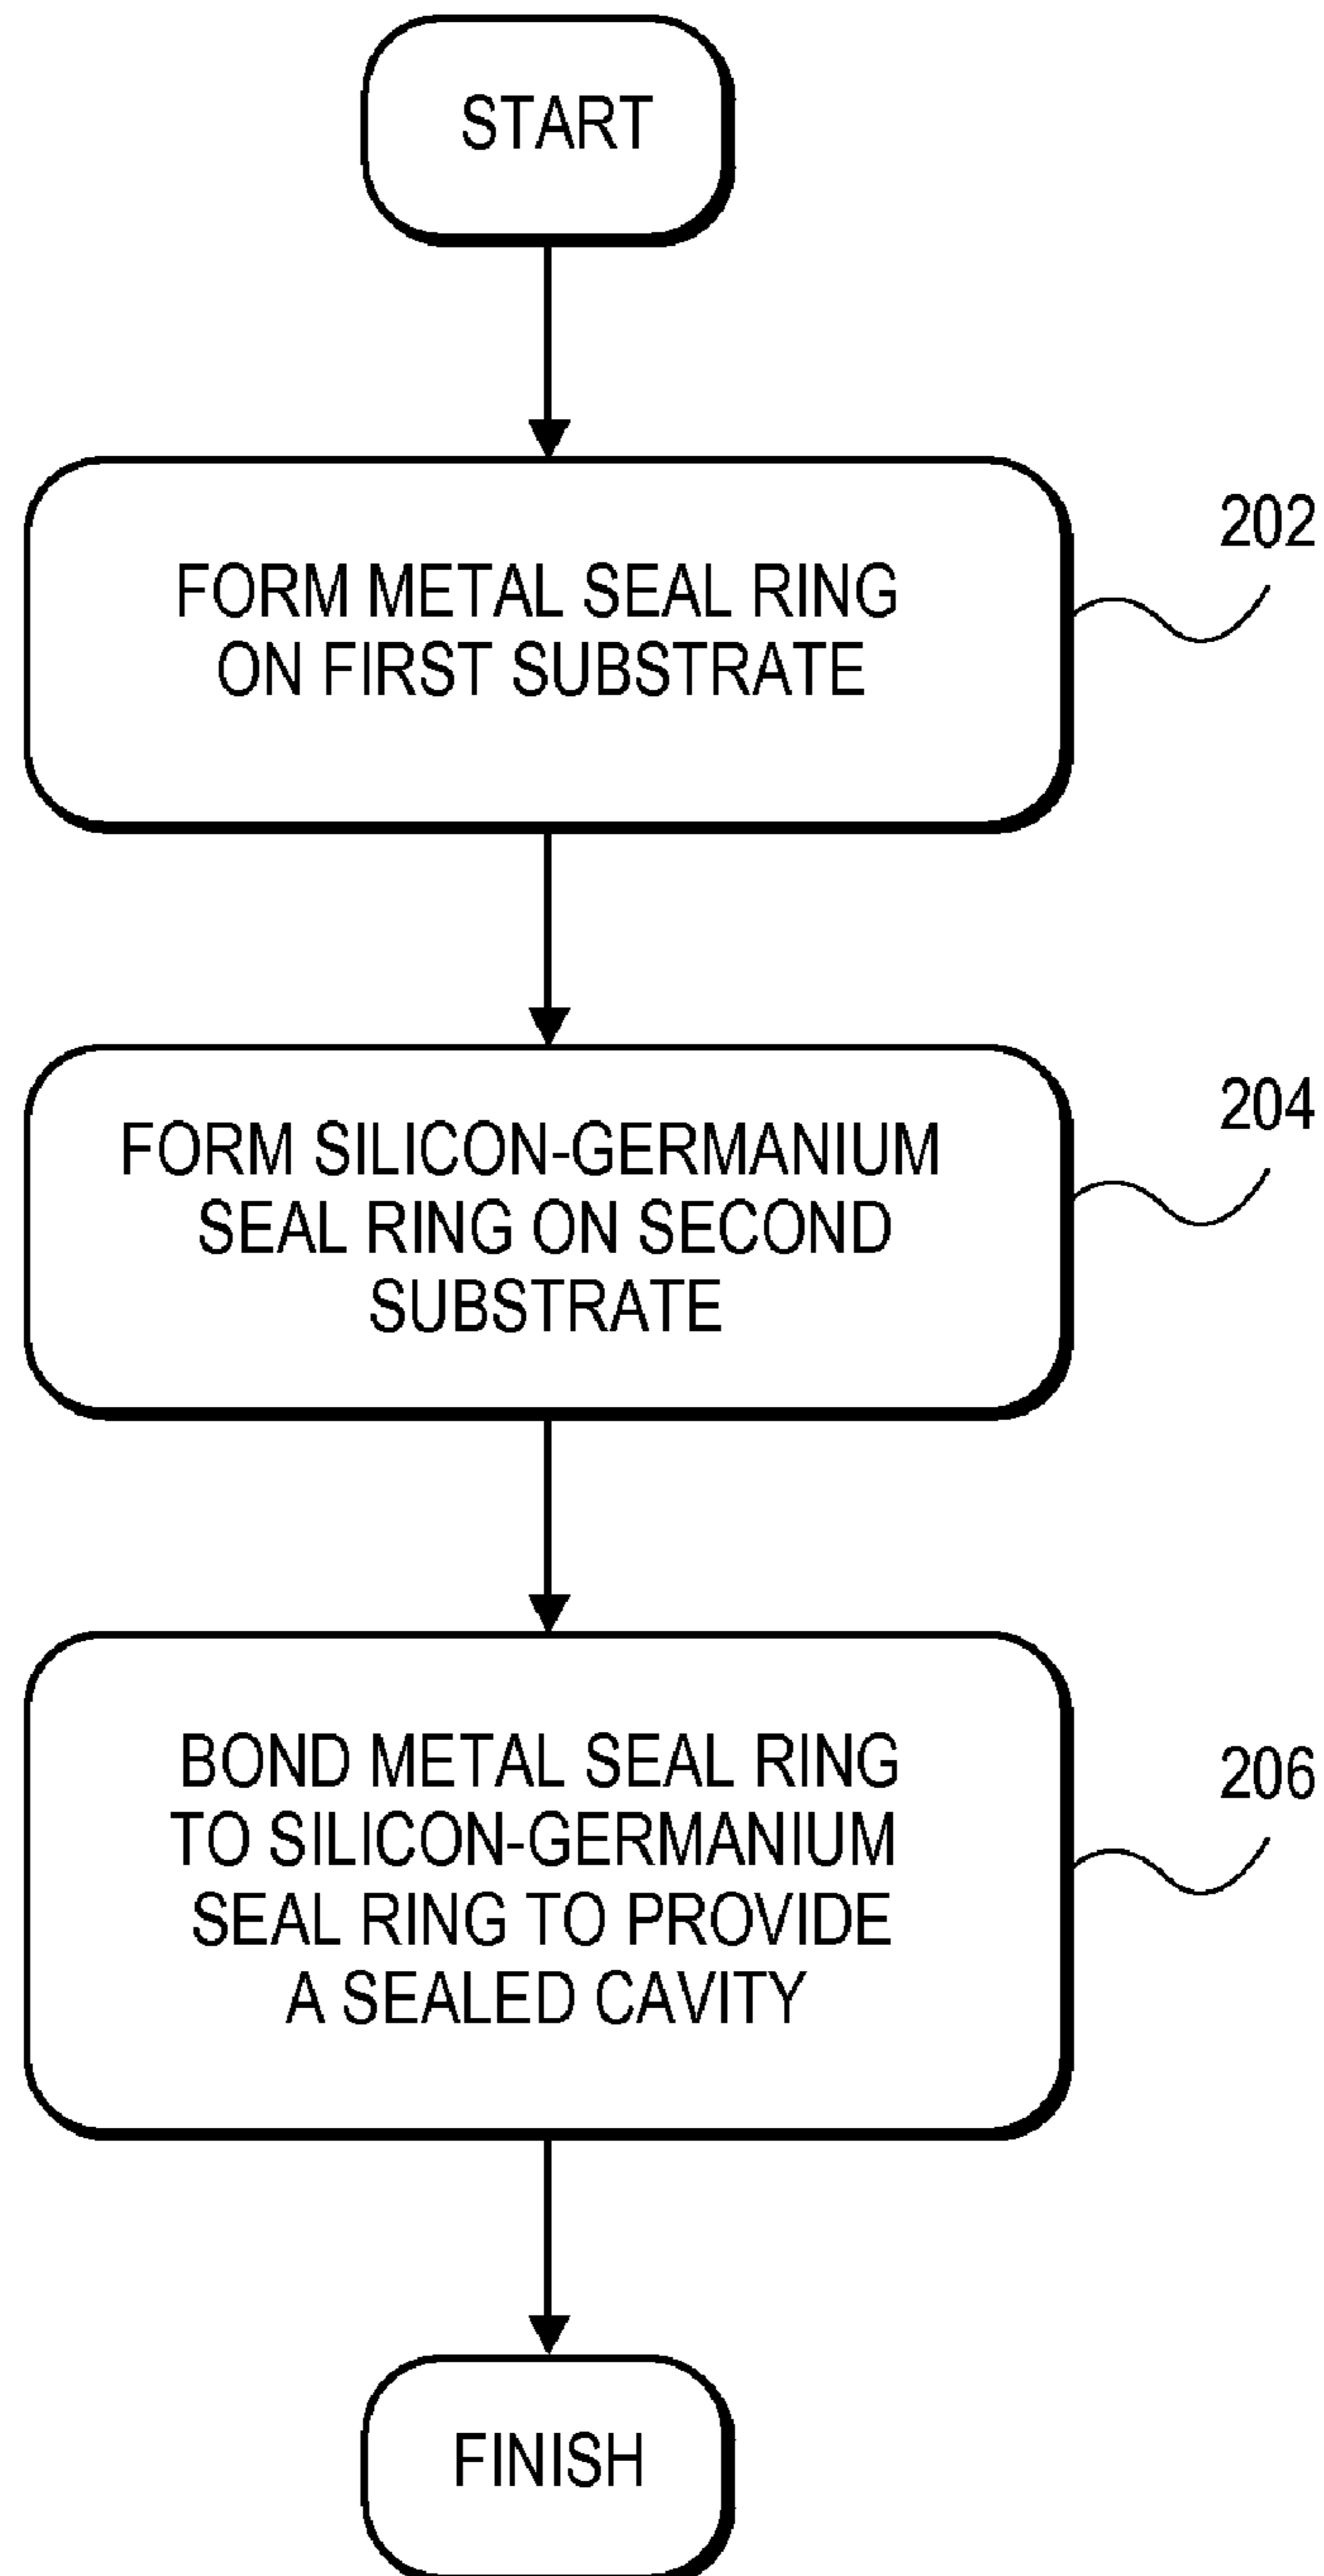 START
FORM METAL SEAL RING
ON FIRST SUBSTRATE
202
FORM SILICON-GERMANIUM
SEAL RING ON SECOND
SUBSTRATE
204
BOND METAL SEAL RING
TO SILICON-GERMANIUM
SEAL RING TO PROVIDE
A SEALED CAVITY
206
FINISH